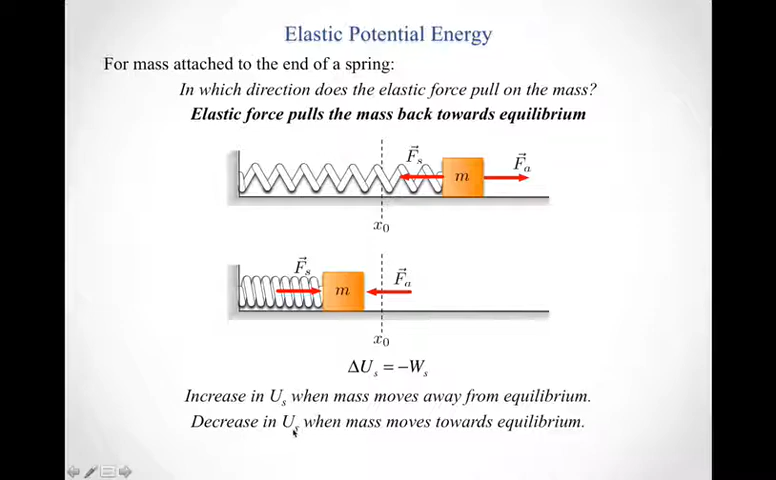 Elastic Potential Energy
For mass attached to the end of a spring:
In which direction does the elastic force pull on the mass?
Elastic force pulls the mass back towards equilibrium
F⃗ₛ
m
F⃗ₐ
x₀
F⃗ₛ
m
F⃗ₐ
x₀
ΔUₛ = −Wₛ
Increase in Uₛ when mass moves away from equilibrium.
Decrease in Uₛ when mass moves towards equilibrium.